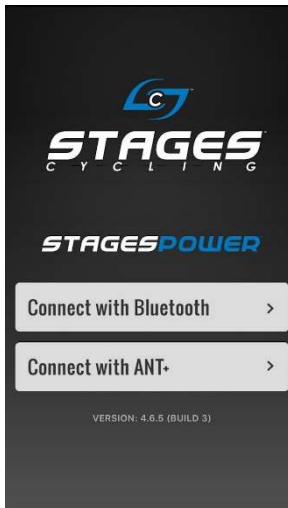 C
STAGES
CYCLING
STAGESPOWER
Connect with Bluetooth >
Connect with ANT+ >
VERSION: 4.6.5 (BUILD 3)